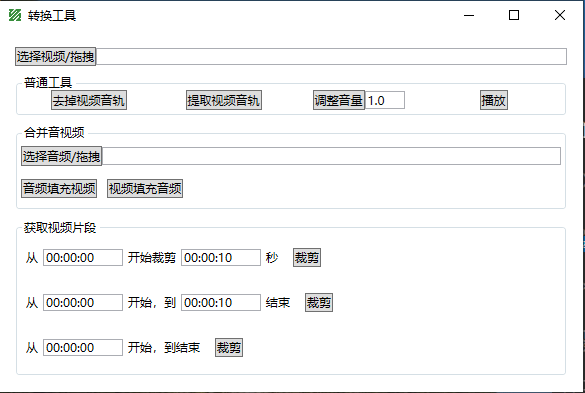 转换工具
选择视频/拖拽
普通工具
去掉视频音轨 提取视频音轨 调整音量 1.0 播放
合并音视频
选择音频/拖拽
音频填充视频 视频填充音频
获取视频片段
从 00:00:00 开始裁剪 00:00:10 秒 裁剪
从 00:00:00 开始，到 00:00:10 结束 裁剪
从 00:00:00 开始，到结束 裁剪